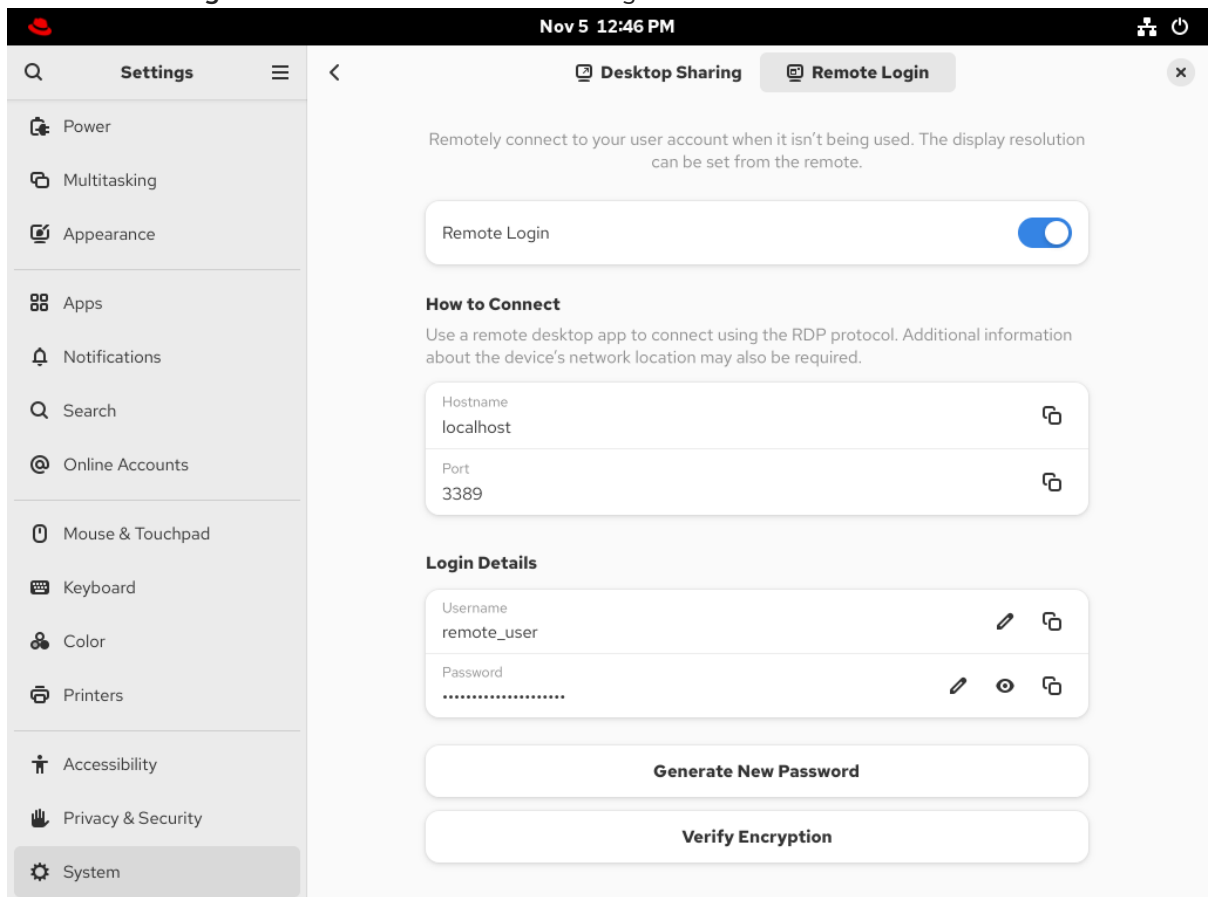 Nov 5 12:46 PM
Settings
Desktop Sharing
Remote Login
Power
Multitasking
Appearance
Apps
Notifications
Search
Online Accounts
Mouse & Touchpad
Keyboard
Color
Printers
Accessibility
Privacy & Security
System
Remotely connect to your user account when it isn’t being used. The display resolution
can be set from the remote.
Remote Login
How to Connect
Use a remote desktop app to connect using the RDP protocol. Additional information
about the device’s network location may also be required.
Hostname
localhost
Port
3389
Login Details
Username
remote_user
Password
•••••••••••••••••••••
Generate New Password
Verify Encryption